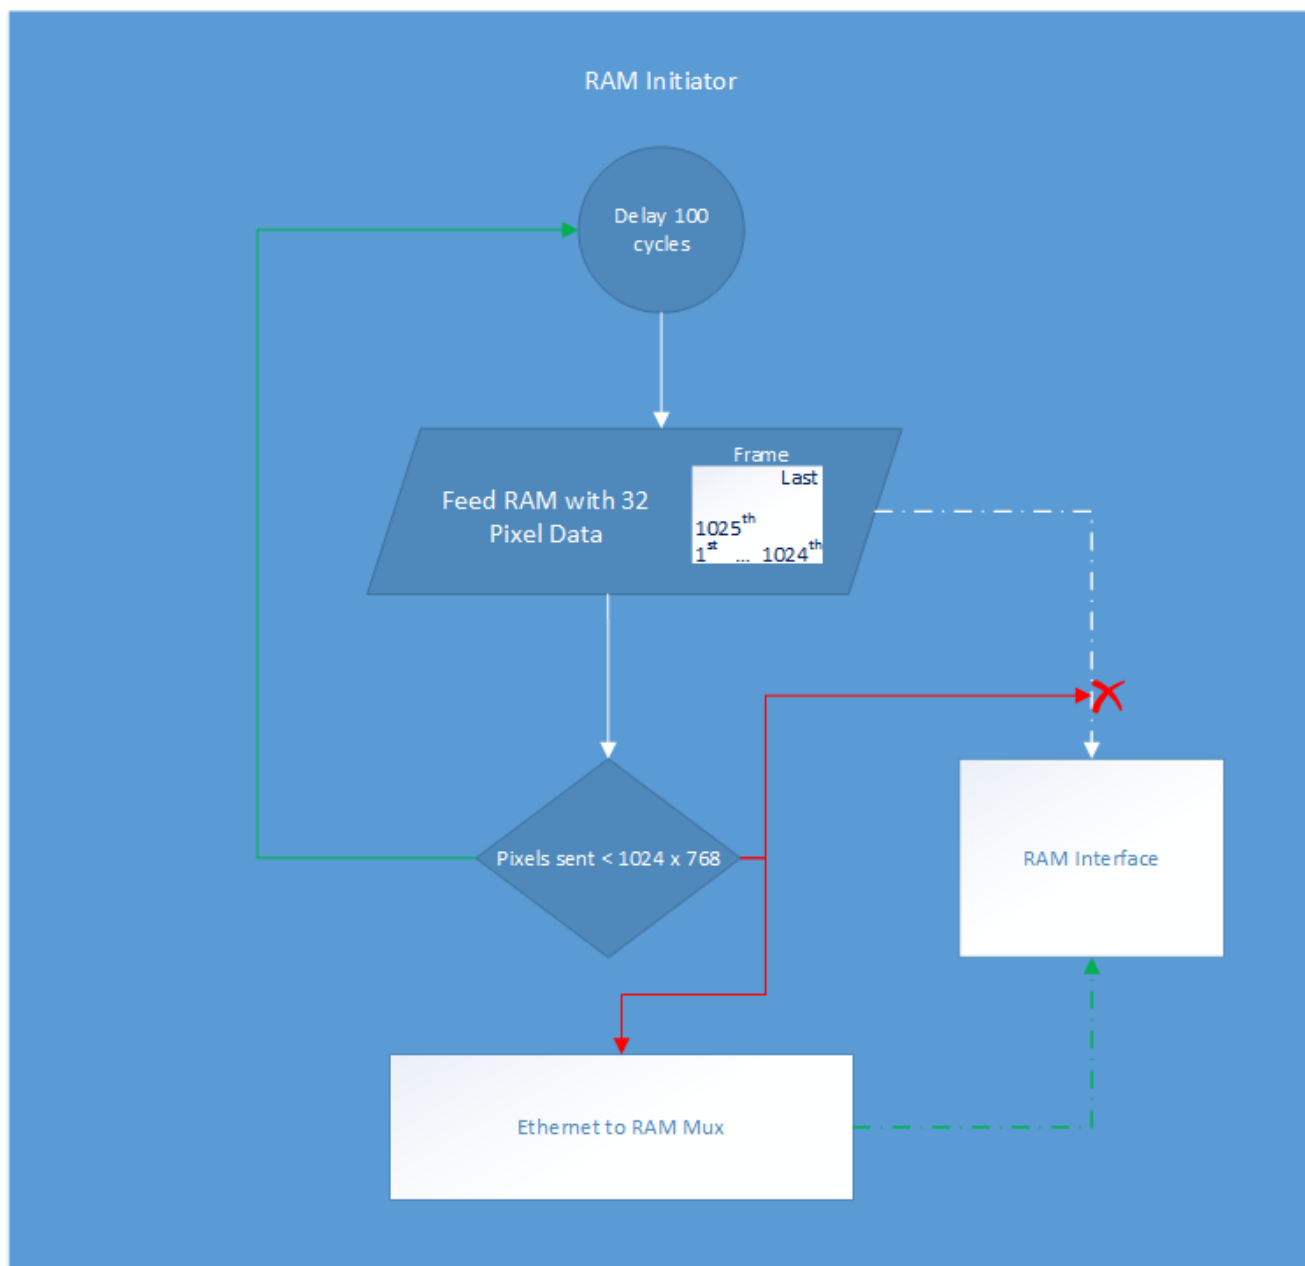 RAM Initiator
Delay 100
cycles
Frame
Last
Feed RAM with 32
Pixel Data
1025th
1st ... 1024th
Pixels sent < 1024 x 768
RAM Interface
Ethernet to RAM Mux